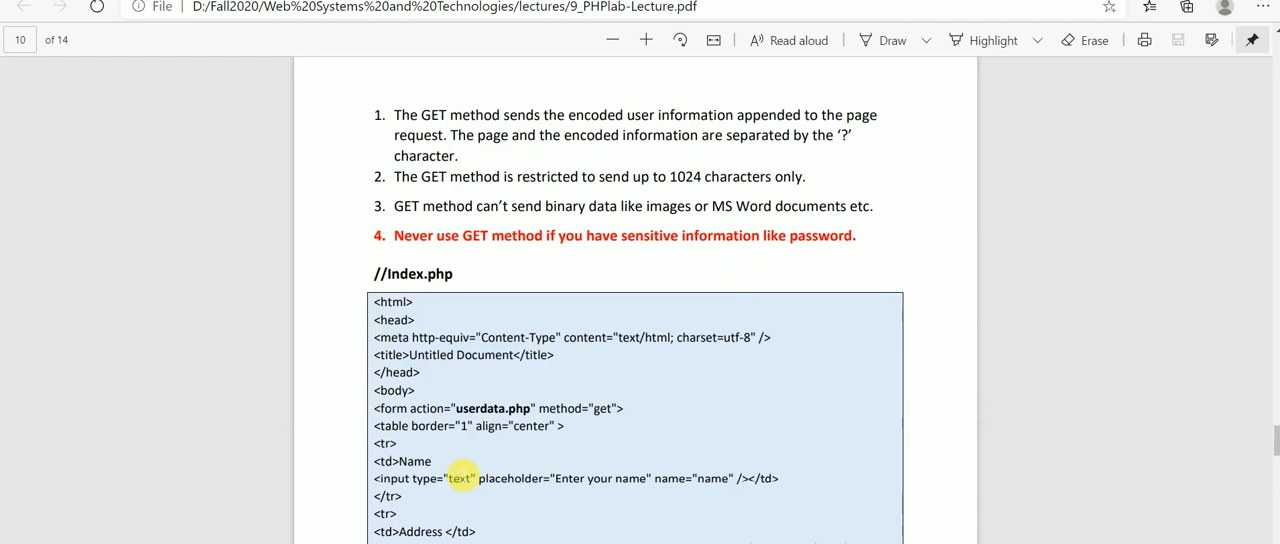 File D:/Fall2020/Web%20Systems%20and%20Technologies/lectures/9_PHPlab-Lecture.pdf
10 of 14 Read aloud Draw Highlight Erase
1. The GET method sends the encoded user information appended to the page
request. The page and the encoded information are separated by the ‘?’
character.
2. The GET method is restricted to send up to 1024 characters only.
3. GET method can’t send binary data like images or MS Word documents etc.
4. Never use GET method if you have sensitive information like password.
//Index.php
<html>
<head>
<meta http-equiv="Content-Type" content="text/html; charset=utf-8" />
<title>Untitled Document</title>
</head>
<body>
<form action="userdata.php" method="get">
<table border="1" align="center" >
<tr>
<td>Name
<input type="text" placeholder="Enter your name" name="name" /></td>
</tr>
<tr>
<td>Address </td>